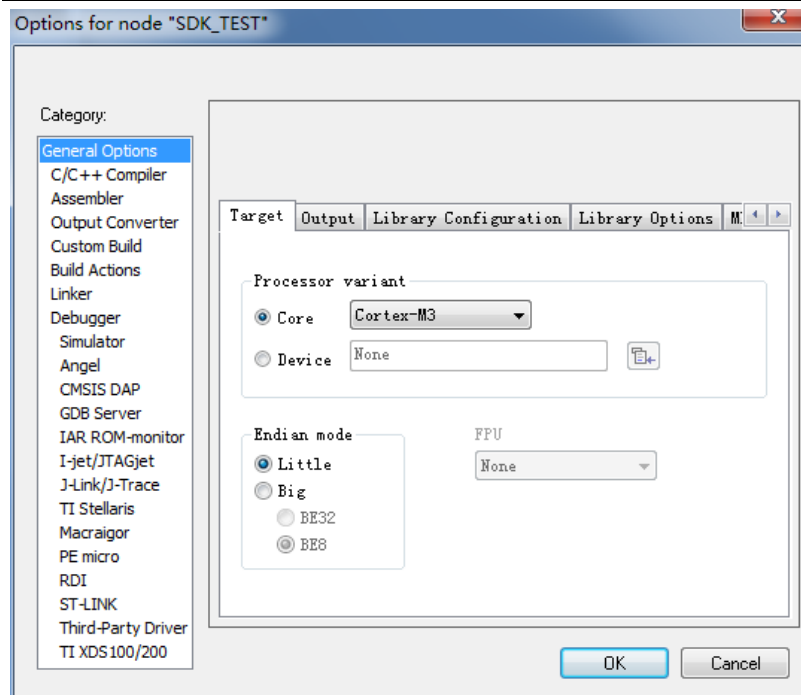 Options for node "SDK_TEST"
Category:
General Options
C/C++ Compiler
Assembler
Output Converter
Custom Build
Build Actions
Linker
Debugger
Simulator
Angel
CMSIS DAP
GDB Server
IAR ROM-monitor
I-jet/JTAGjet
J-Link/J-Trace
TI Stellaris
Macraigor
PE micro
RDI
ST-LINK
Third-Party Driver
TI XDS100/200
Target Output Library Configuration Library Options
Processor variant
Core Cortex-M3
Device None
Endian mode
Little
Big
BE32
BE8
FPU
None
OK Cancel